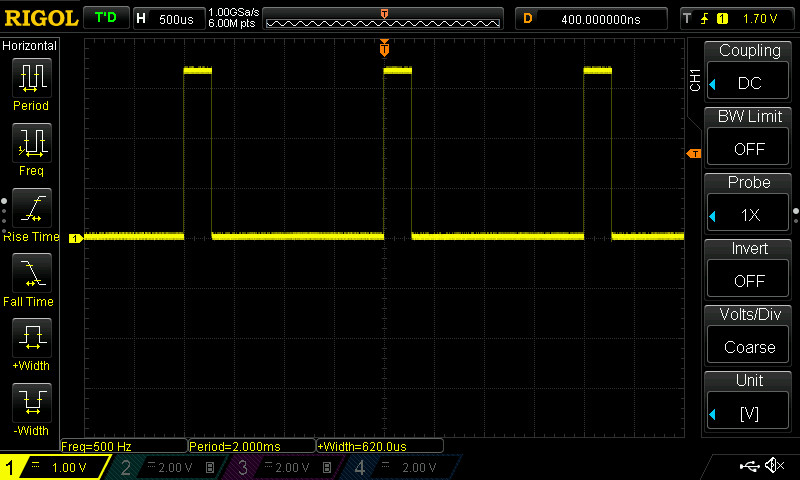 RIGOL T'D H 500us 1.00GSa/s 6.00M pts T D 400.000000ns T 1 1.70 V
Horizontal
Period
Freq
Rise Time
Fall Time
+Width
-Width
T
T
1
CH1
Coupling
DC
BW Limit
OFF
Probe
1X
Invert
OFF
Volts/Div
Coarse
Unit
[V]
Freq=500 Hz Period=2.000ms +Width=620.0us
1 1.00 V 2 2.00 V B 3 2.00 V B 4 2.00 V